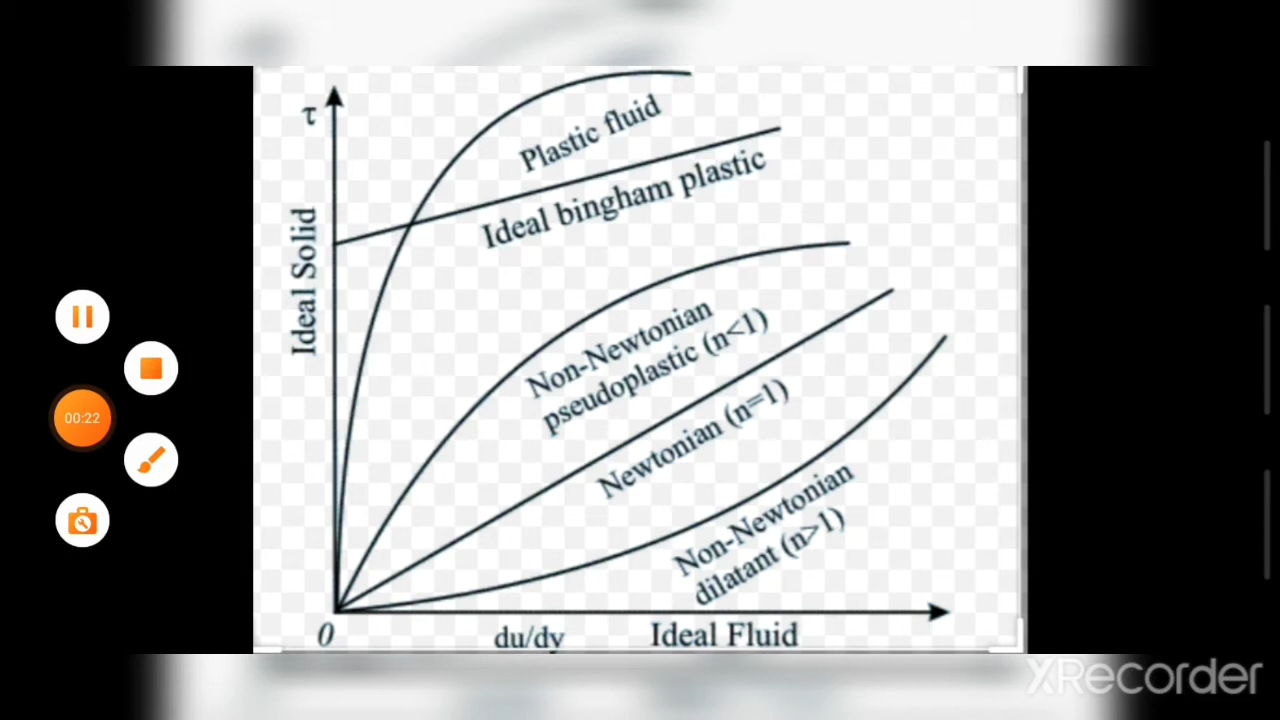 τ
Plastic fluid
Ideal bingham plastic
Ideal Solid
Non-Newtonian
pseudoplastic (n<1)
Newtonian (n=1)
Non-Newtonian
dilatant (n>1)
0
du/dy
Ideal Fluid
00:22
XRecorder